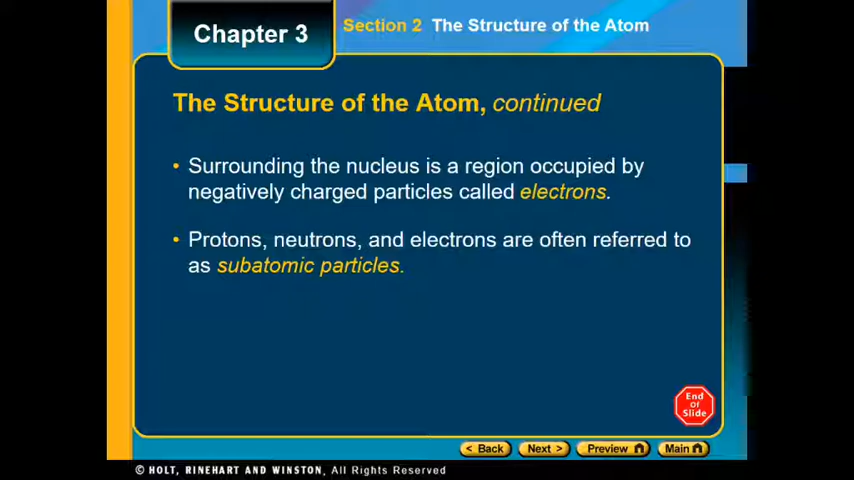 Chapter 3
Section 2 The Structure of the Atom
The Structure of the Atom, continued
• Surrounding the nucleus is a region occupied by
negatively charged particles called electrons.
• Protons, neutrons, and electrons are often referred to
as subatomic particles.
End
Of
Slide
< Back
Next >
Preview
Main
© HOLT, RINEHART AND WINSTON, All Rights Reserved